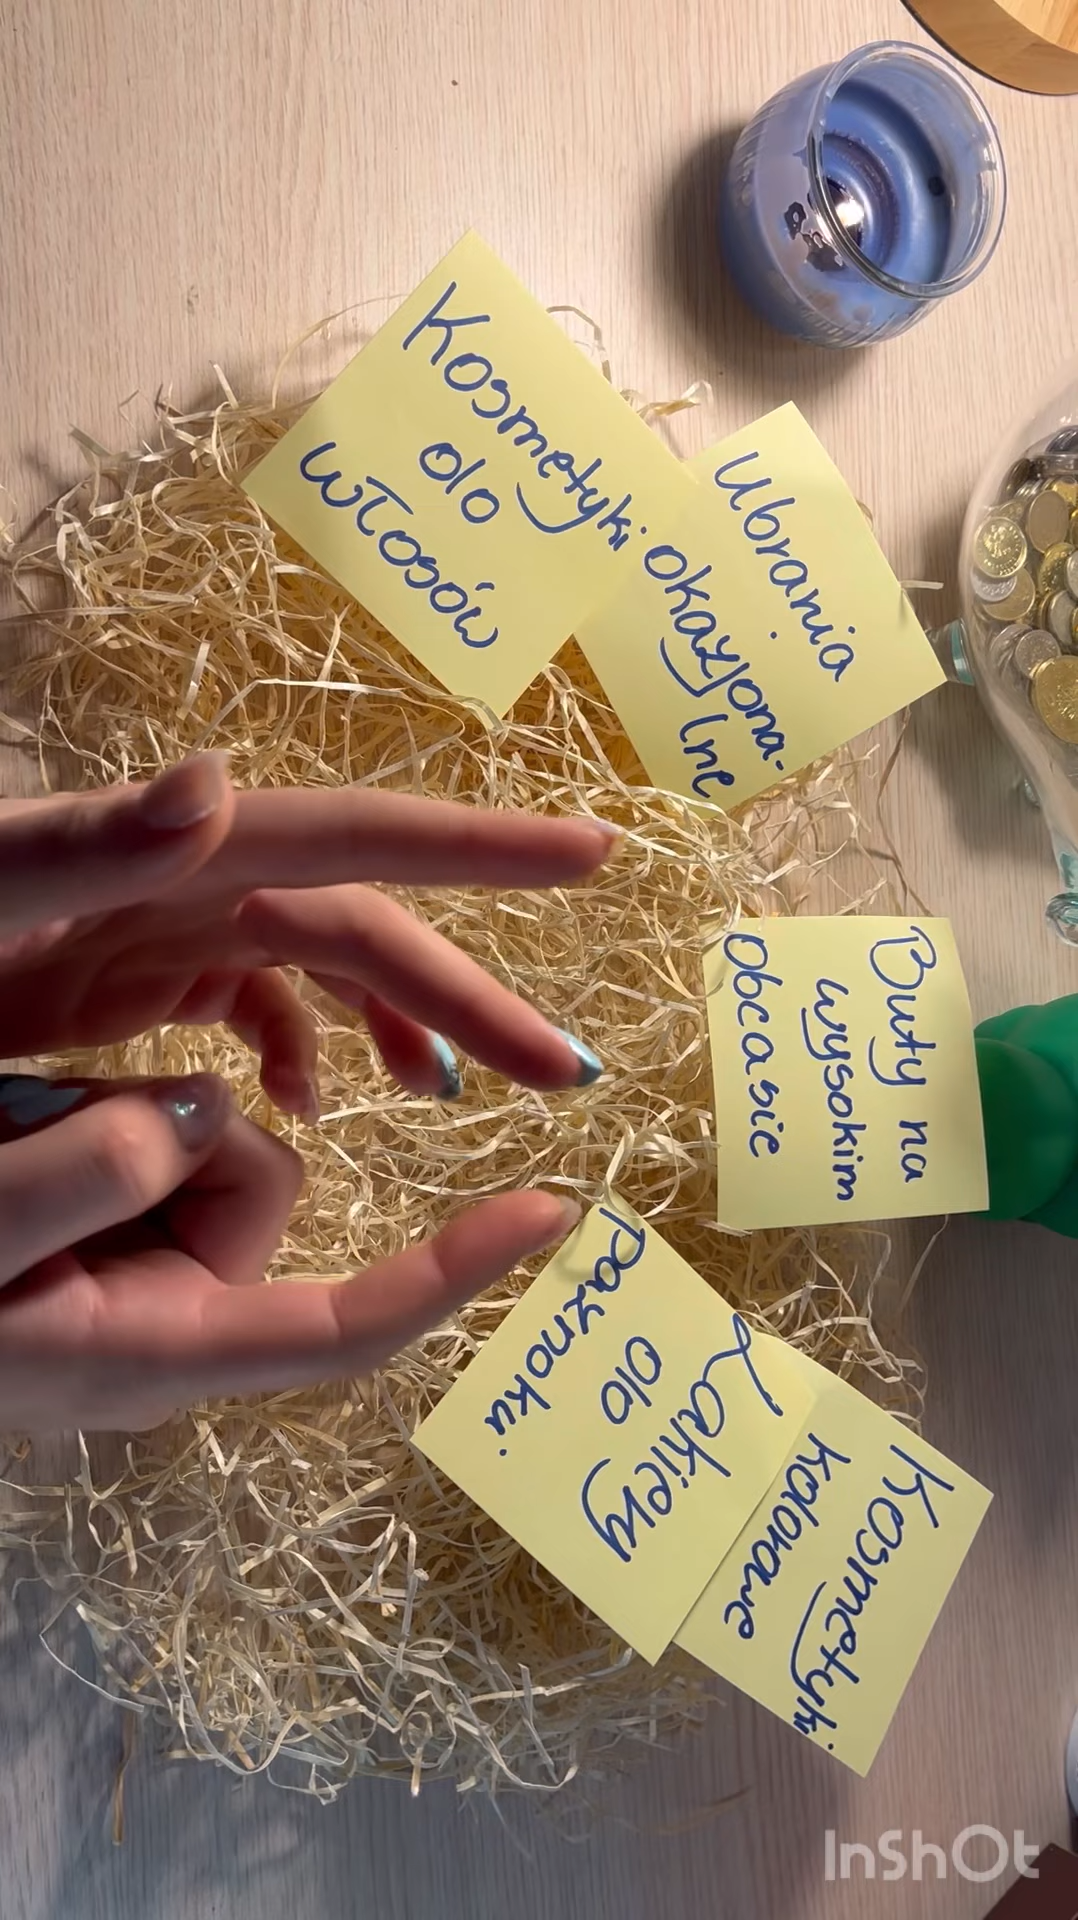 Kosmetyki
do
włosów
Ubrania
okazjona-
lne
Buty na
wysokim
obcasie
Lakiery
do
paznokci
Kosmetyki
kolorowe
InShOt